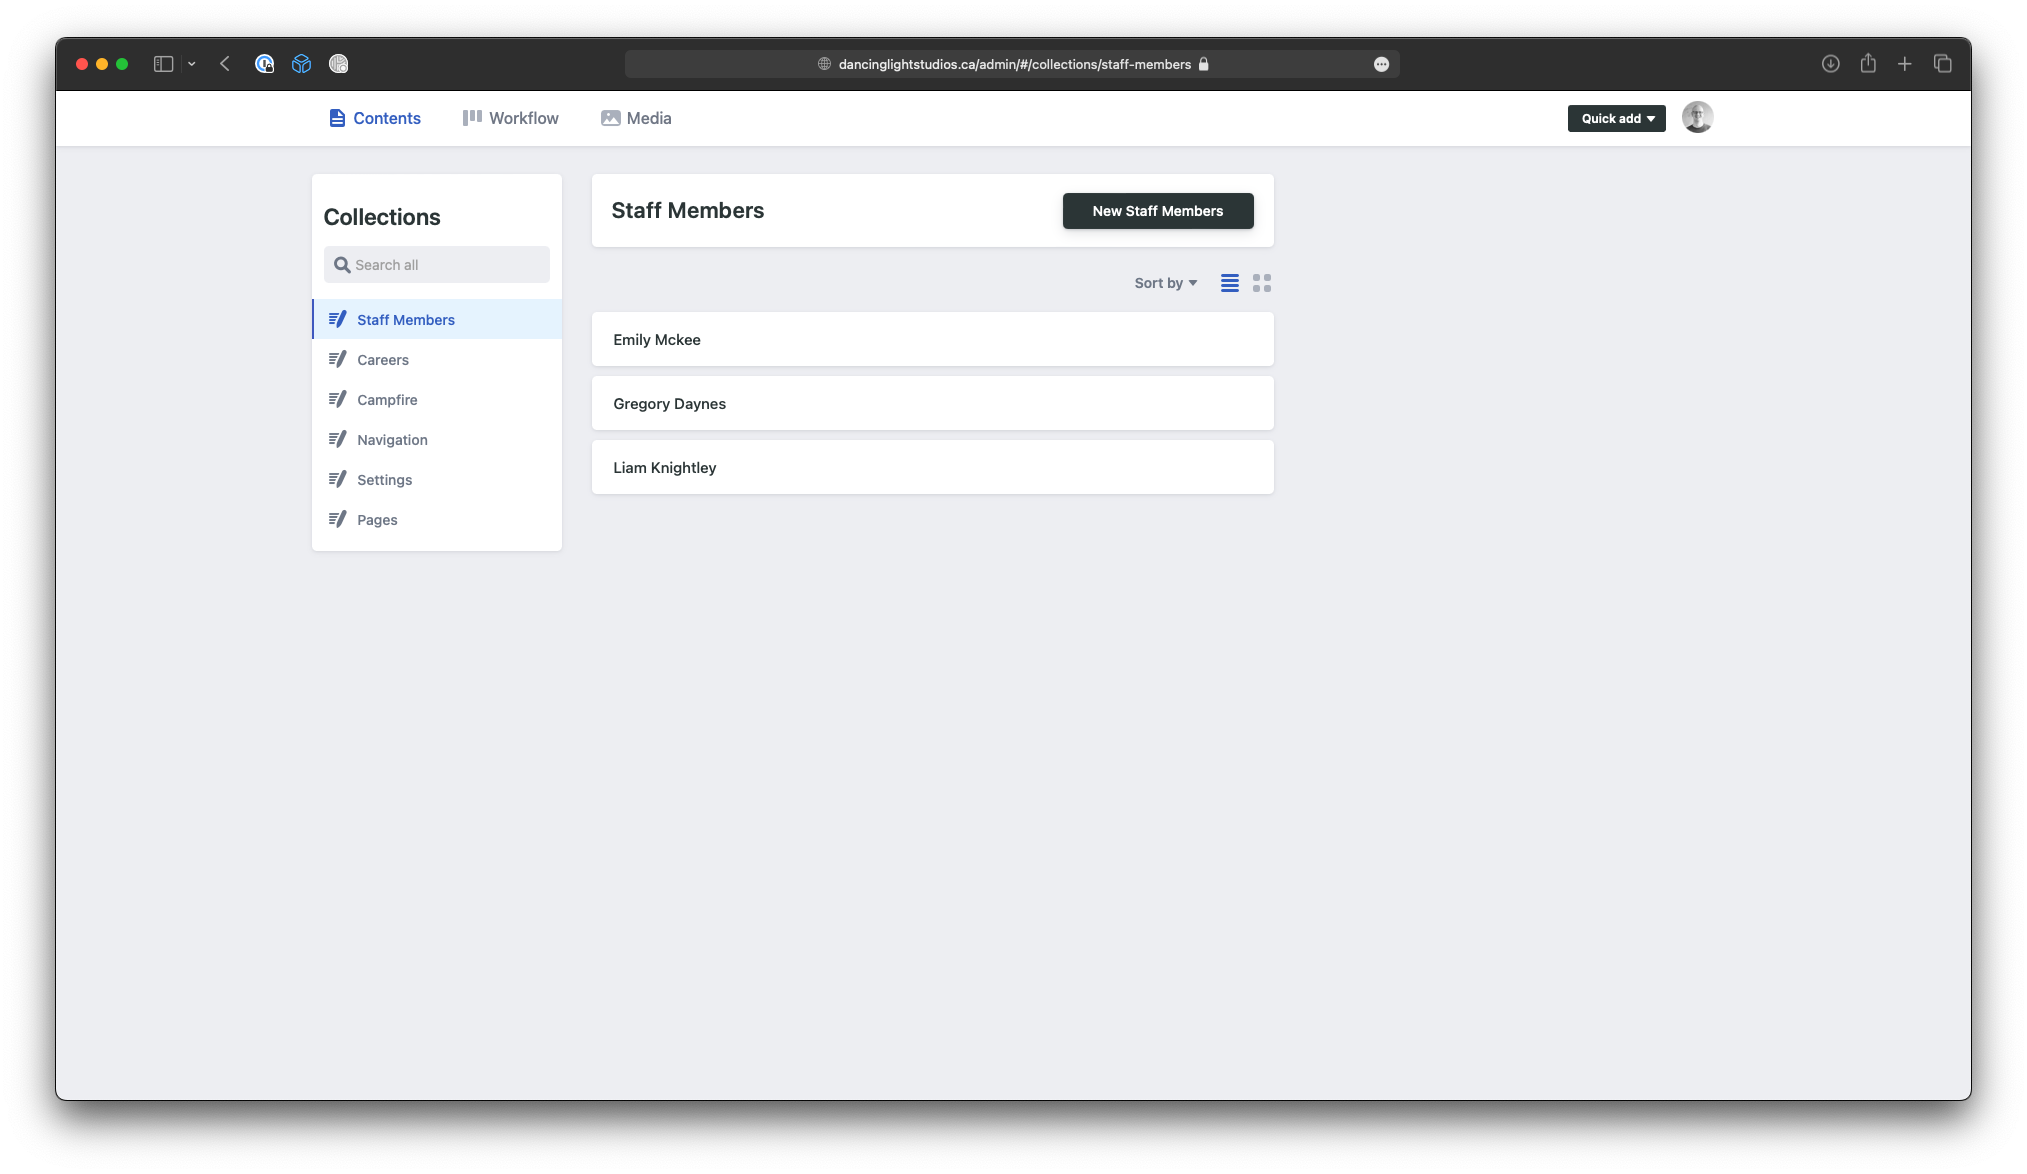 dancinglightstudios.ca/admin/#/collections/staff-members
Contents
Workflow
Media
Quick add
Collections
Search all
Staff Members
Careers
Campfire
Navigation
Settings
Pages
Staff Members
New Staff Members
Sort by
Emily Mckee
Gregory Daynes
Liam Knightley